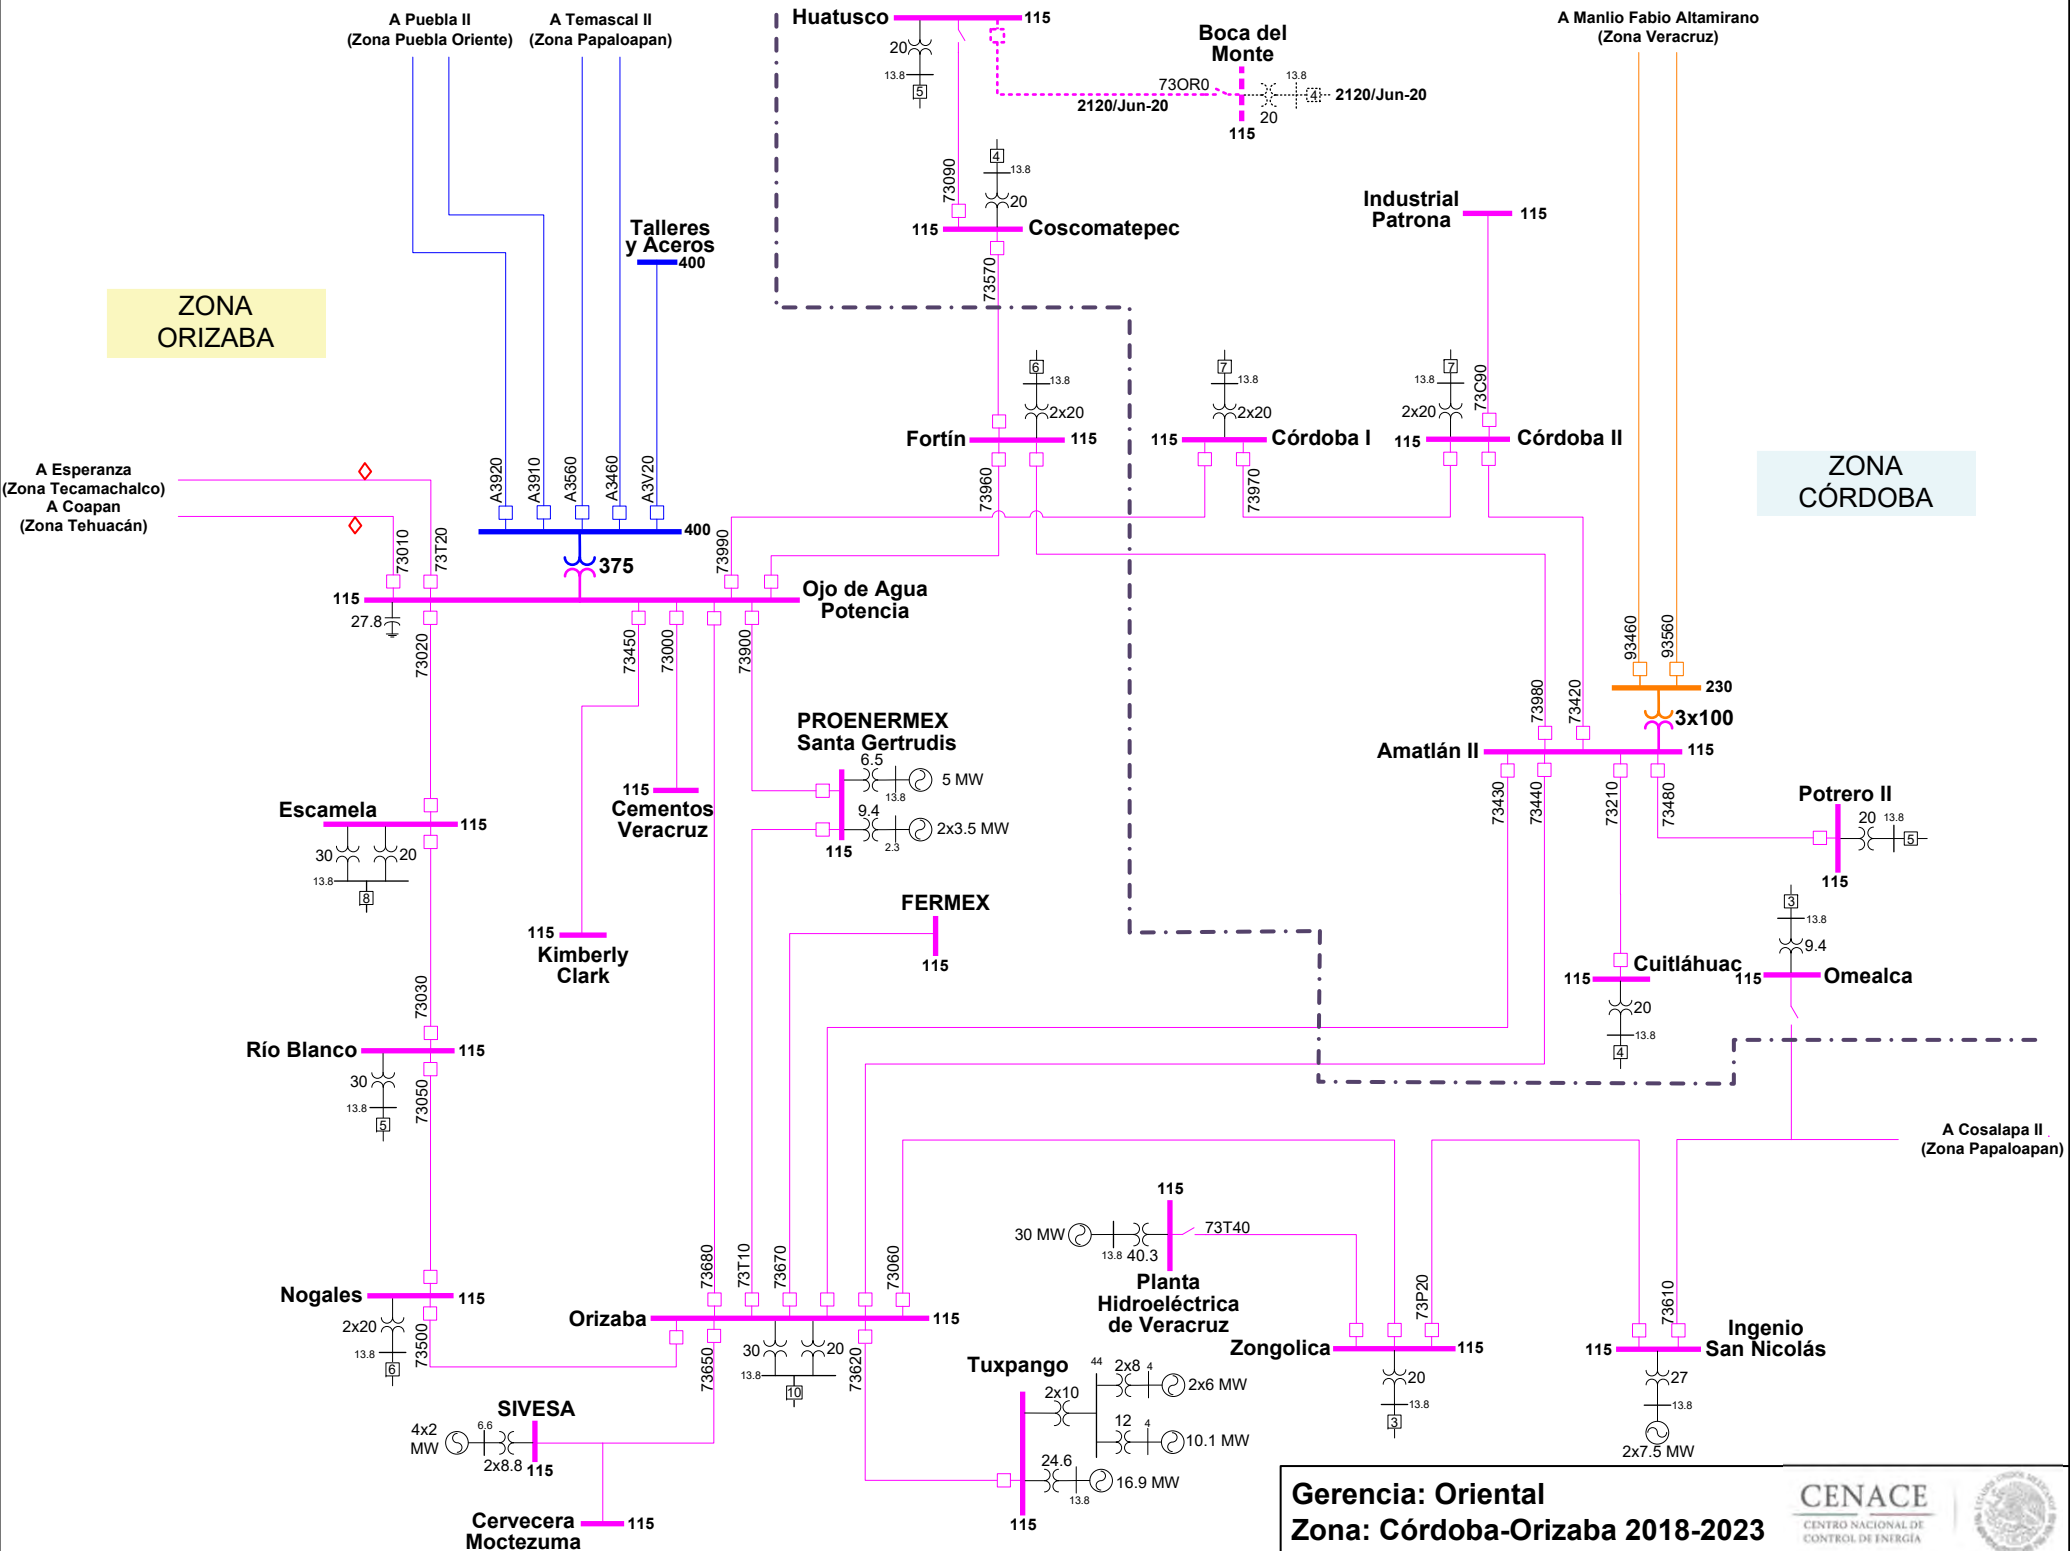 A Puebla II
(Zona Puebla Oriente)
A Temascal II
(Zona Papaloapan)
Huatusco
115
20
13.8
5
Boca del
Monte
73OR0
2120/Jun-20
13.8
4
2120/Jun-20
20
115
A Manlio Fabio Altamirano
(Zona Veracruz)
73090
4
13.8
20
115
Coscomatepec
73570
Industrial
Patrona
115
Talleres
y Aceros
400
ZONA
ORIZABA
6
13.8
2x20
Fortín
115
73960
7
13.8
2x20
115
Córdoba I
73970
7
13.8
2x20
73C90
115
Córdoba II
ZONA
CÓRDOBA
A Esperanza
(Zona Tecamachalco)
A Coapan
(Zona Tehuacán)
A3920
A3910
A3560
A3460
A3V20
400
375
73010
73T20
73990
115
Ojo de Agua
Potencia
27.8
73020
73450
73000
73900
93460
93560
230
3x100
73980
73420
Amatlán II
115
73430
73440
73210
73480
PROENERMEX
Santa Gertrudis
6.5
13.8
5 MW
9.4
2.3
2x3.5 MW
115
115
Cementos
Veracruz
Escamela
115
30
20
13.8
8
Potrero II
20
13.8
5
115
FERMEX
115
115
Kimberly
Clark
3
13.8
9.4
115
Omealca
115
Cuitláhuac
20
13.8
4
73030
Río Blanco
115
30
13.8
5
73050
A Cosalapa II
(Zona Papaloapan)
115
30 MW
13.8
40.3
73T40
Planta
Hidroeléctrica
de Veracruz
73680
73T10
73670
73060
73P20
73610
Nogales
115
2x20
13.8
6
73500
Orizaba
115
73650
30
20
13.8
10
73620
Zongolica
115
20
13.8
3
115
Ingenio
San Nicolás
27
13.8
2x7.5 MW
Tuxpango
44
2x10
2x8
4
2x6 MW
12
4
10.1 MW
24.6
13.8
16.9 MW
115
SIVESA
4x2
MW
6.6
2x8.8
115
Cervecera
Moctezuma
115
Gerencia: Oriental
Zona: Córdoba-Orizaba 2018-2023
CENACE
CENTRO NACIONAL DE
CONTROL DE ENERGÍA